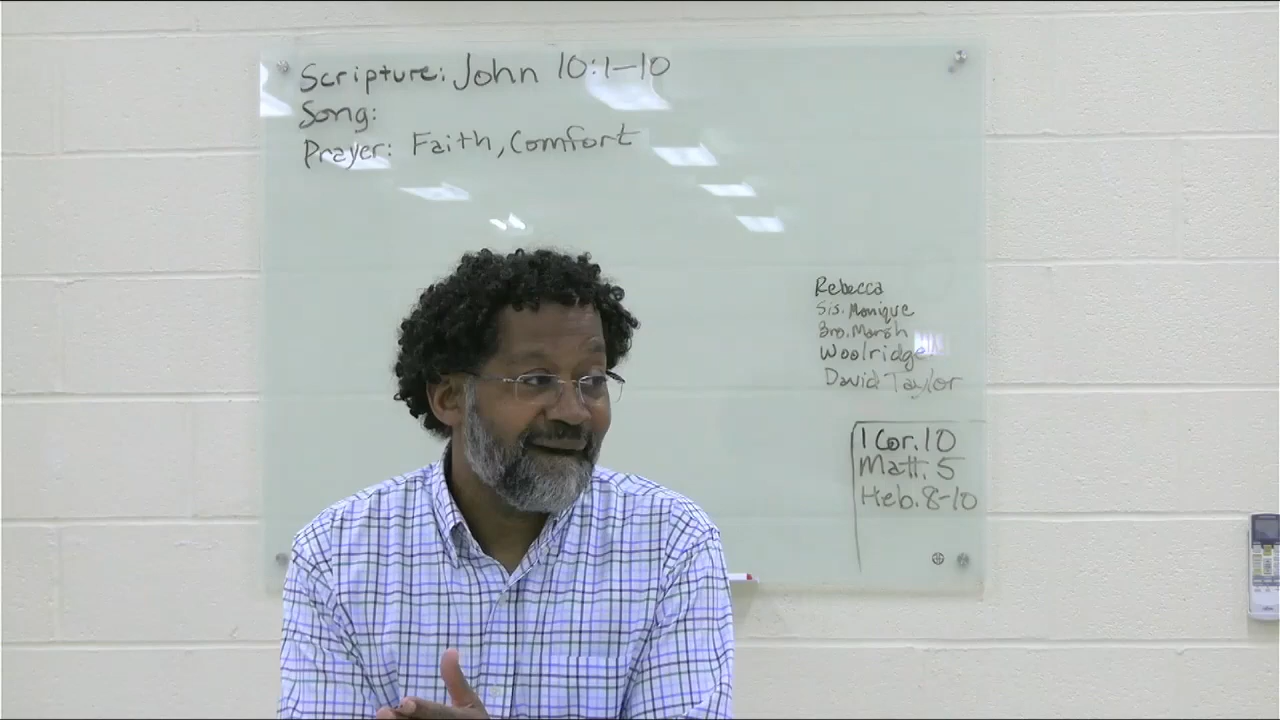 Scripture: John 10:1-10
Song:
Prayer: Faith, Comfort
Rebecca
Sis. Monique
Bro. Marsh
Woolridge
David Taylor
1 Cor. 10
Matt. 5
Heb. 8-10